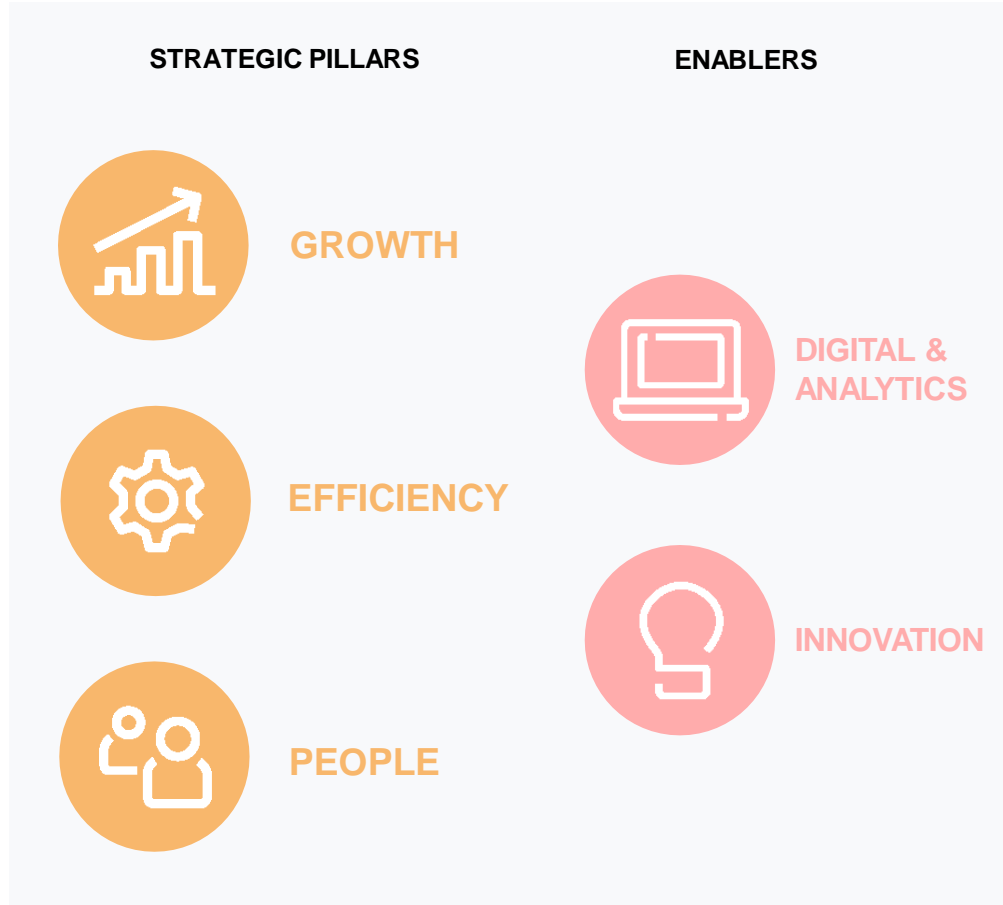 STRATEGIC PILLARS
GROWTH
EFFICIENCY
PEOPLE
ENABLERS
DIGITAL &
ANALYTICS
INNOVATION